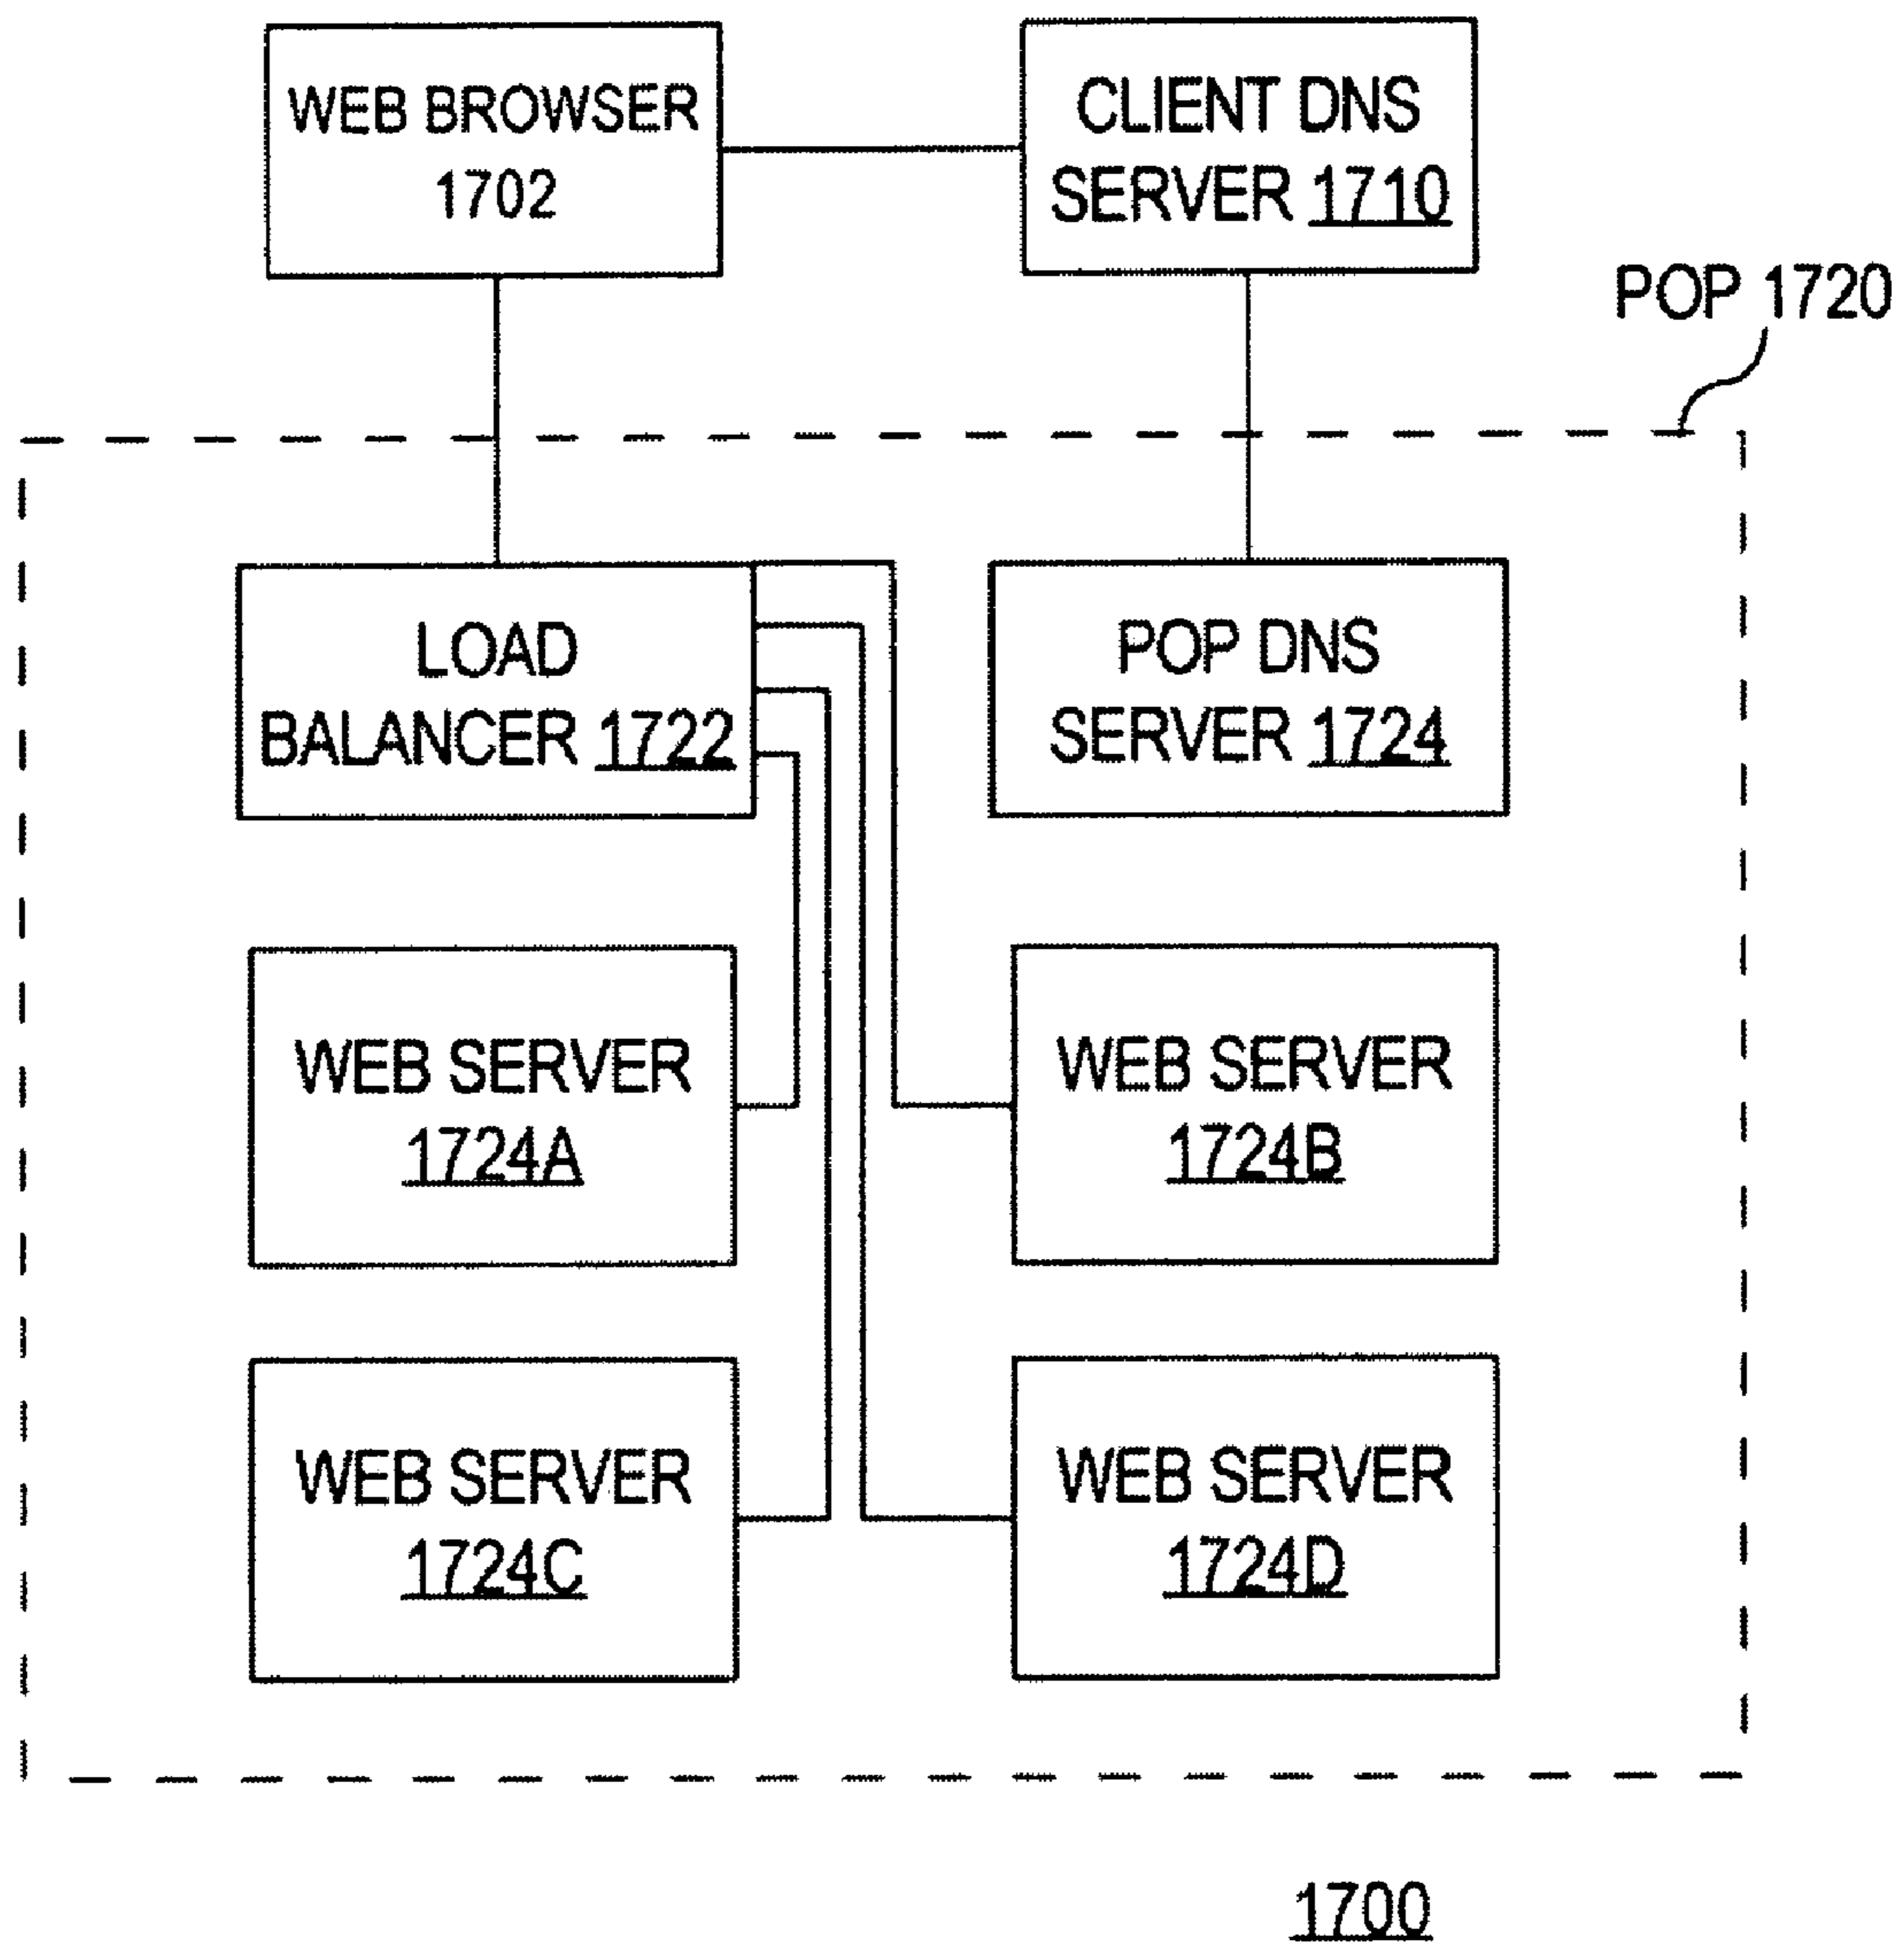 WEB BROWSER
1702
CLIENT DNS
SERVER 1710
POP 1720
LOAD
BALANCER 1722
POP DNS
SERVER 1724
WEB SERVER
1724A
WEB SERVER
1724B
WEB SERVER
1724C
WEB SERVER
1724D
1700